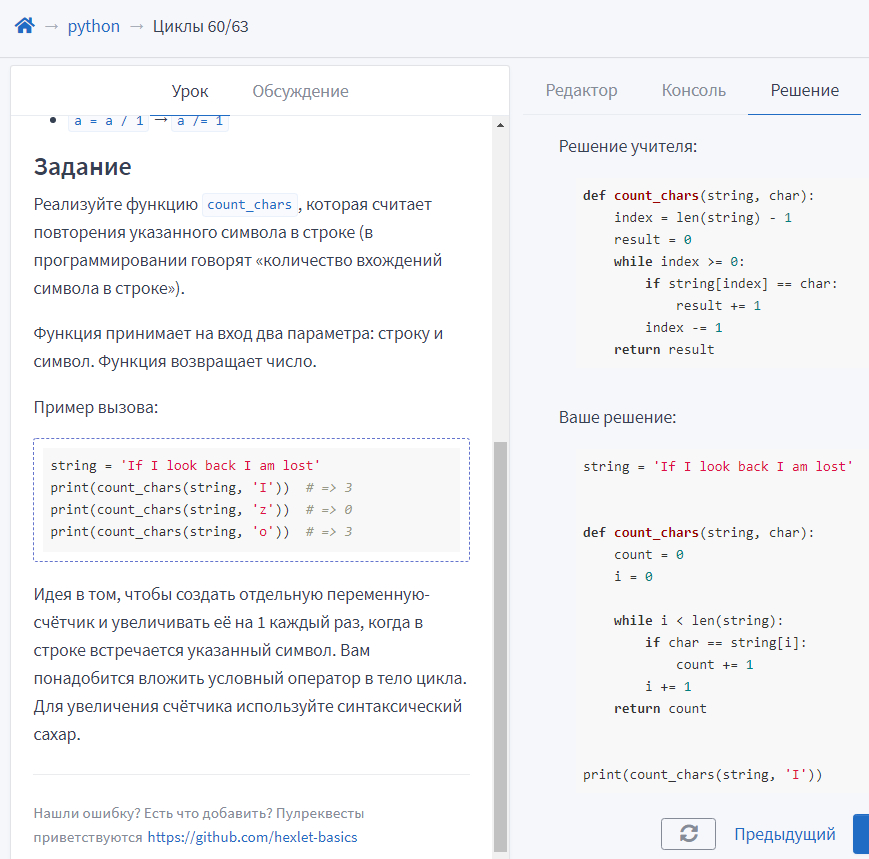 → python → Циклы 60/63
Урок Обсуждение
• a = a / 1 → a /= 1
Задание
Реализуйте функцию count_chars, которая считает
повторения указанного символа в строке (в
программировании говорят «количество вхождений
символа в строке»).
Функция принимает на вход два параметра: строку и
символ. Функция возвращает число.
Пример вызова:
string = 'If I look back I am lost'
print(count_chars(string, 'I')) # => 3
print(count_chars(string, 'z')) # => 0
print(count_chars(string, 'o')) # => 3
Идея в том, чтобы создать отдельную переменную-
счётчик и увеличивать её на 1 каждый раз, когда в
строке встречается указанный символ. Вам
понадобится вложить условный оператор в тело цикла.
Для увеличения счётчика используйте синтаксический
сахар.
Нашли ошибку? Есть что добавить? Пулреквесты
приветствуются https://github.com/hexlet-basics
Редактор Консоль Решение
Решение учителя:
def count_chars(string, char):
    index = len(string) - 1
    result = 0
    while index >= 0:
        if string[index] == char:
            result += 1
        index -= 1
    return result
Ваше решение:
string = 'If I look back I am lost'
def count_chars(string, char):
    count = 0
    i = 0
    while i < len(string):
        if char == string[i]:
            count += 1
        i += 1
    return count
print(count_chars(string, 'I'))
Предыдущий